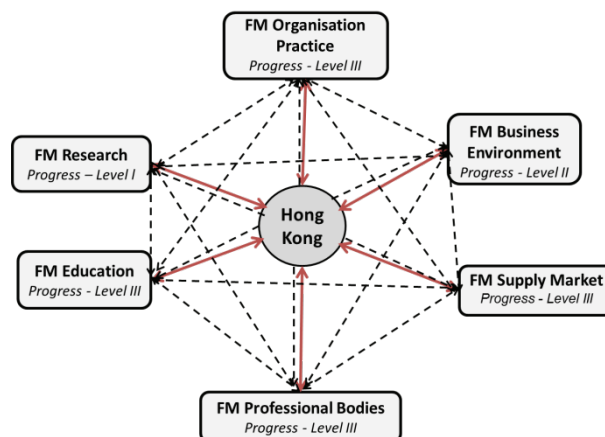 FM Organisation
Practice
Progress - Level III
FM Research
Progress – Level I
FM Business
Environment
Progress - Level II
Hong
Kong
FM Education
Progress - Level III
FM Supply Market
Progress - Level III
FM Professional Bodies
Progress - Level III